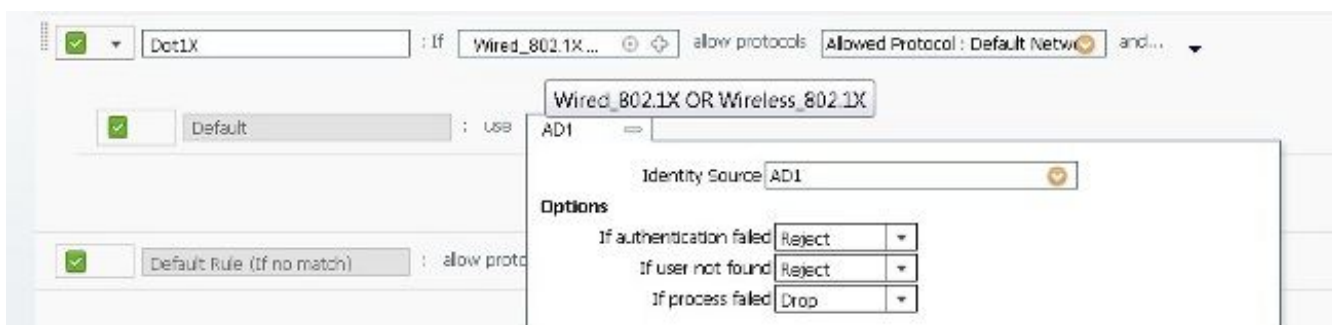 Dot1X : If Wired_802.1X... allow protocols Allowed Protocol : Default Netw and...
Wired_802.1X OR Wireless_802.1X
Default : use AD1
Identity Source AD1
Options
If authentication failed Reject
If user not found Reject
Default Rule (If no match) : allow proto
If process failed Drop